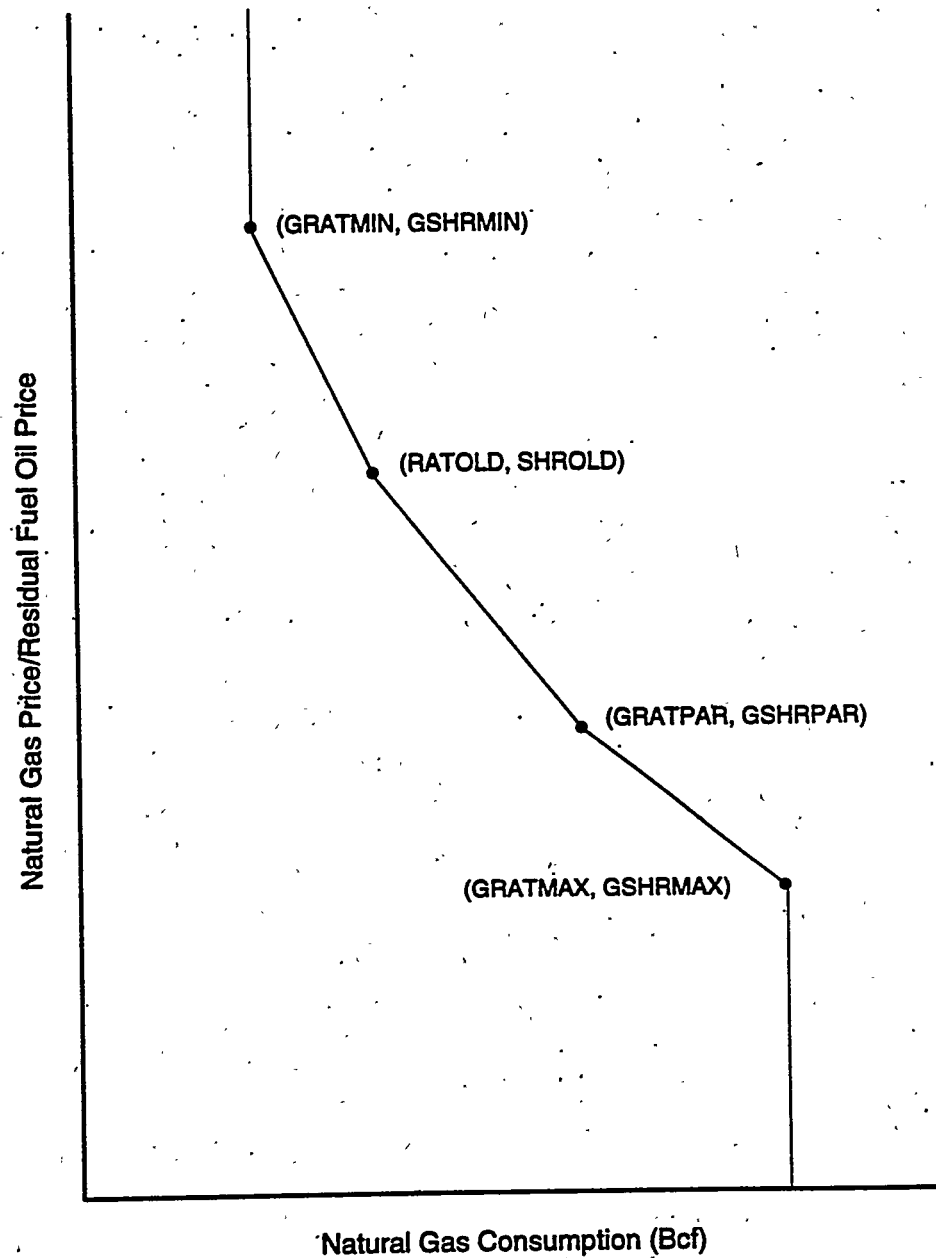 (GRATMIN, GSHRMIN)
(RATOLD, SHROLD)
(GRATPAR, GSHRPAR)
(GRATMAX, GSHRMAX)
Natural Gas Price/Residual Fuel Oil Price
Natural Gas Consumption (Bcf)